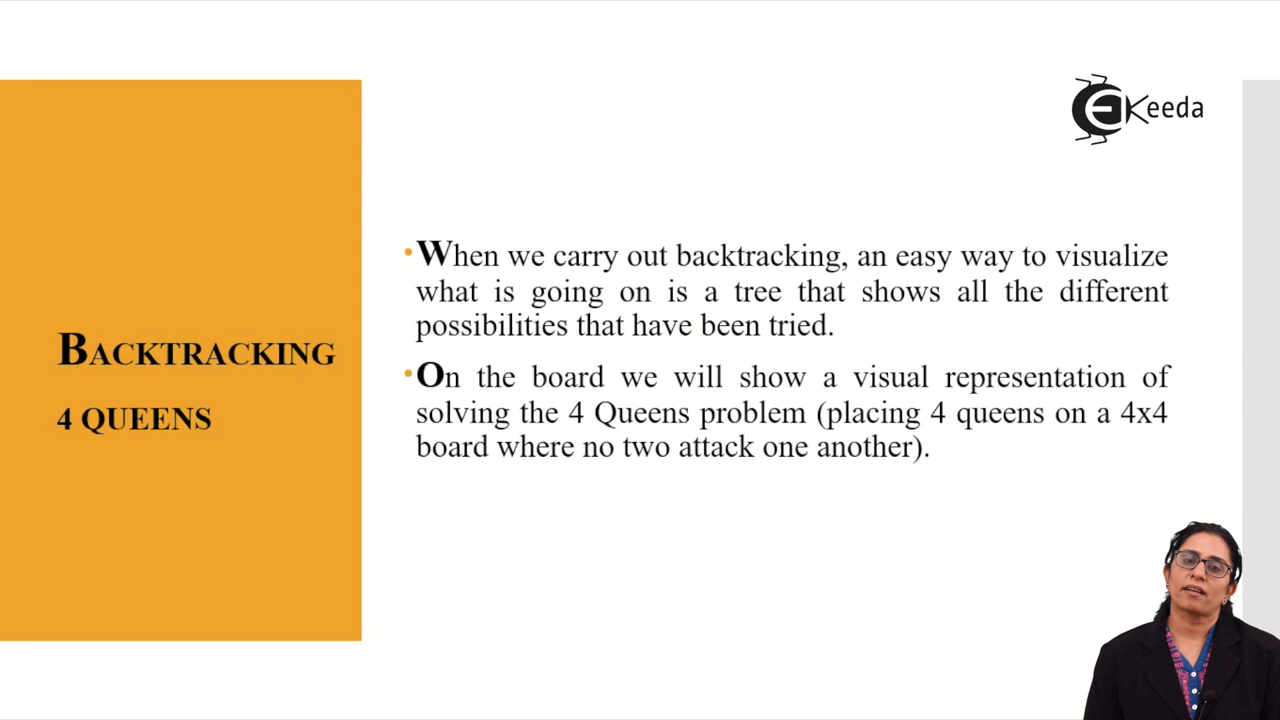 EKeeda
•When we carry out backtracking, an easy way to visualize
what is going on is a tree that shows all the different
possibilities that have been tried.
BACKTRACKING
4 QUEENS
•On the board we will show a visual representation of
solving the 4 Queens problem (placing 4 queens on a 4x4
board where no two attack one another).